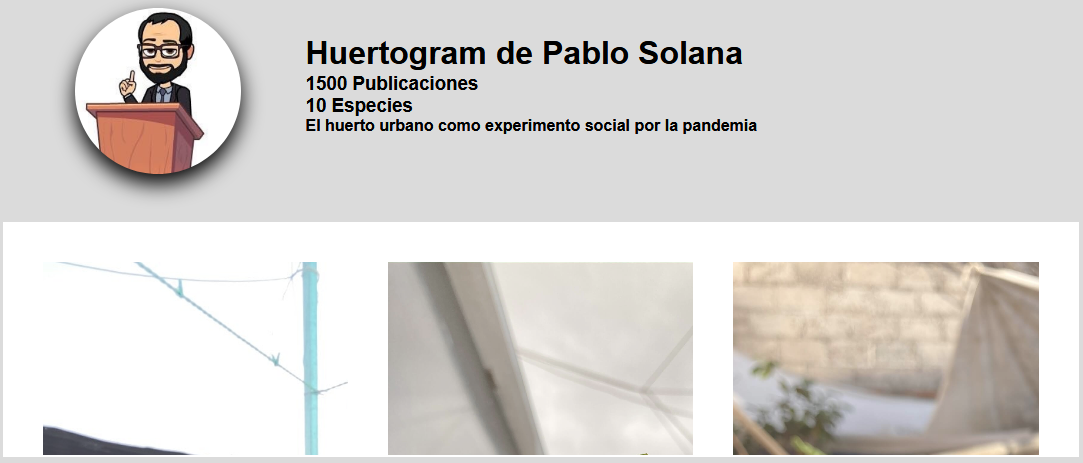 Huertogram de Pablo Solana
1500 Publicaciones
10 Especies
El huerto urbano como experimento social por la pandemia